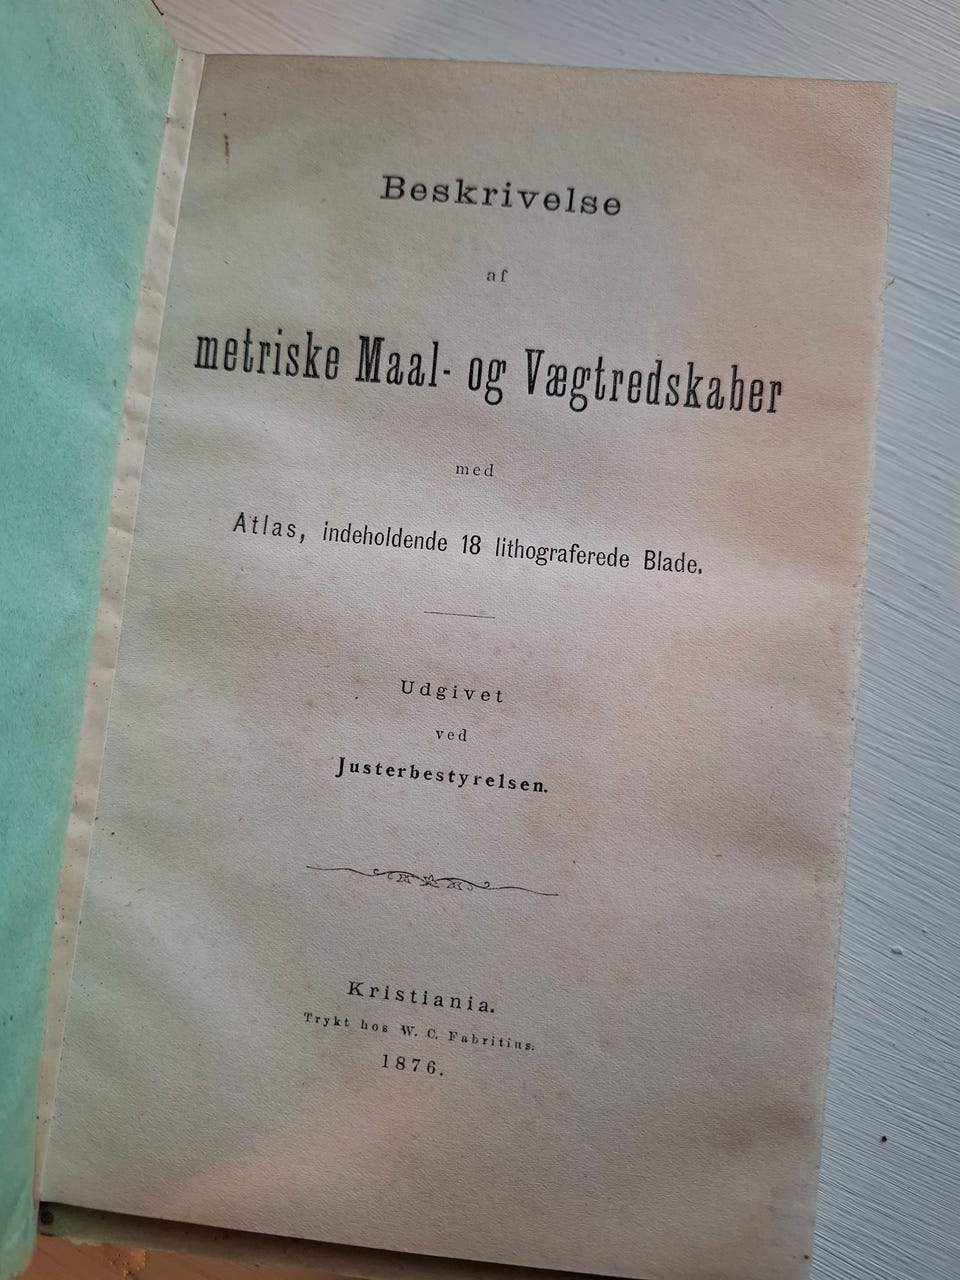 Beskrivelse
af
metriske Maal- og Vægtredskaber
med
Atlas, indeholdende 18 lithograferede Blade.
Udgivet
ved
Justerbestyrelsen.
Kristiania.
Trykt hos W. C. Fabritius.
1876.